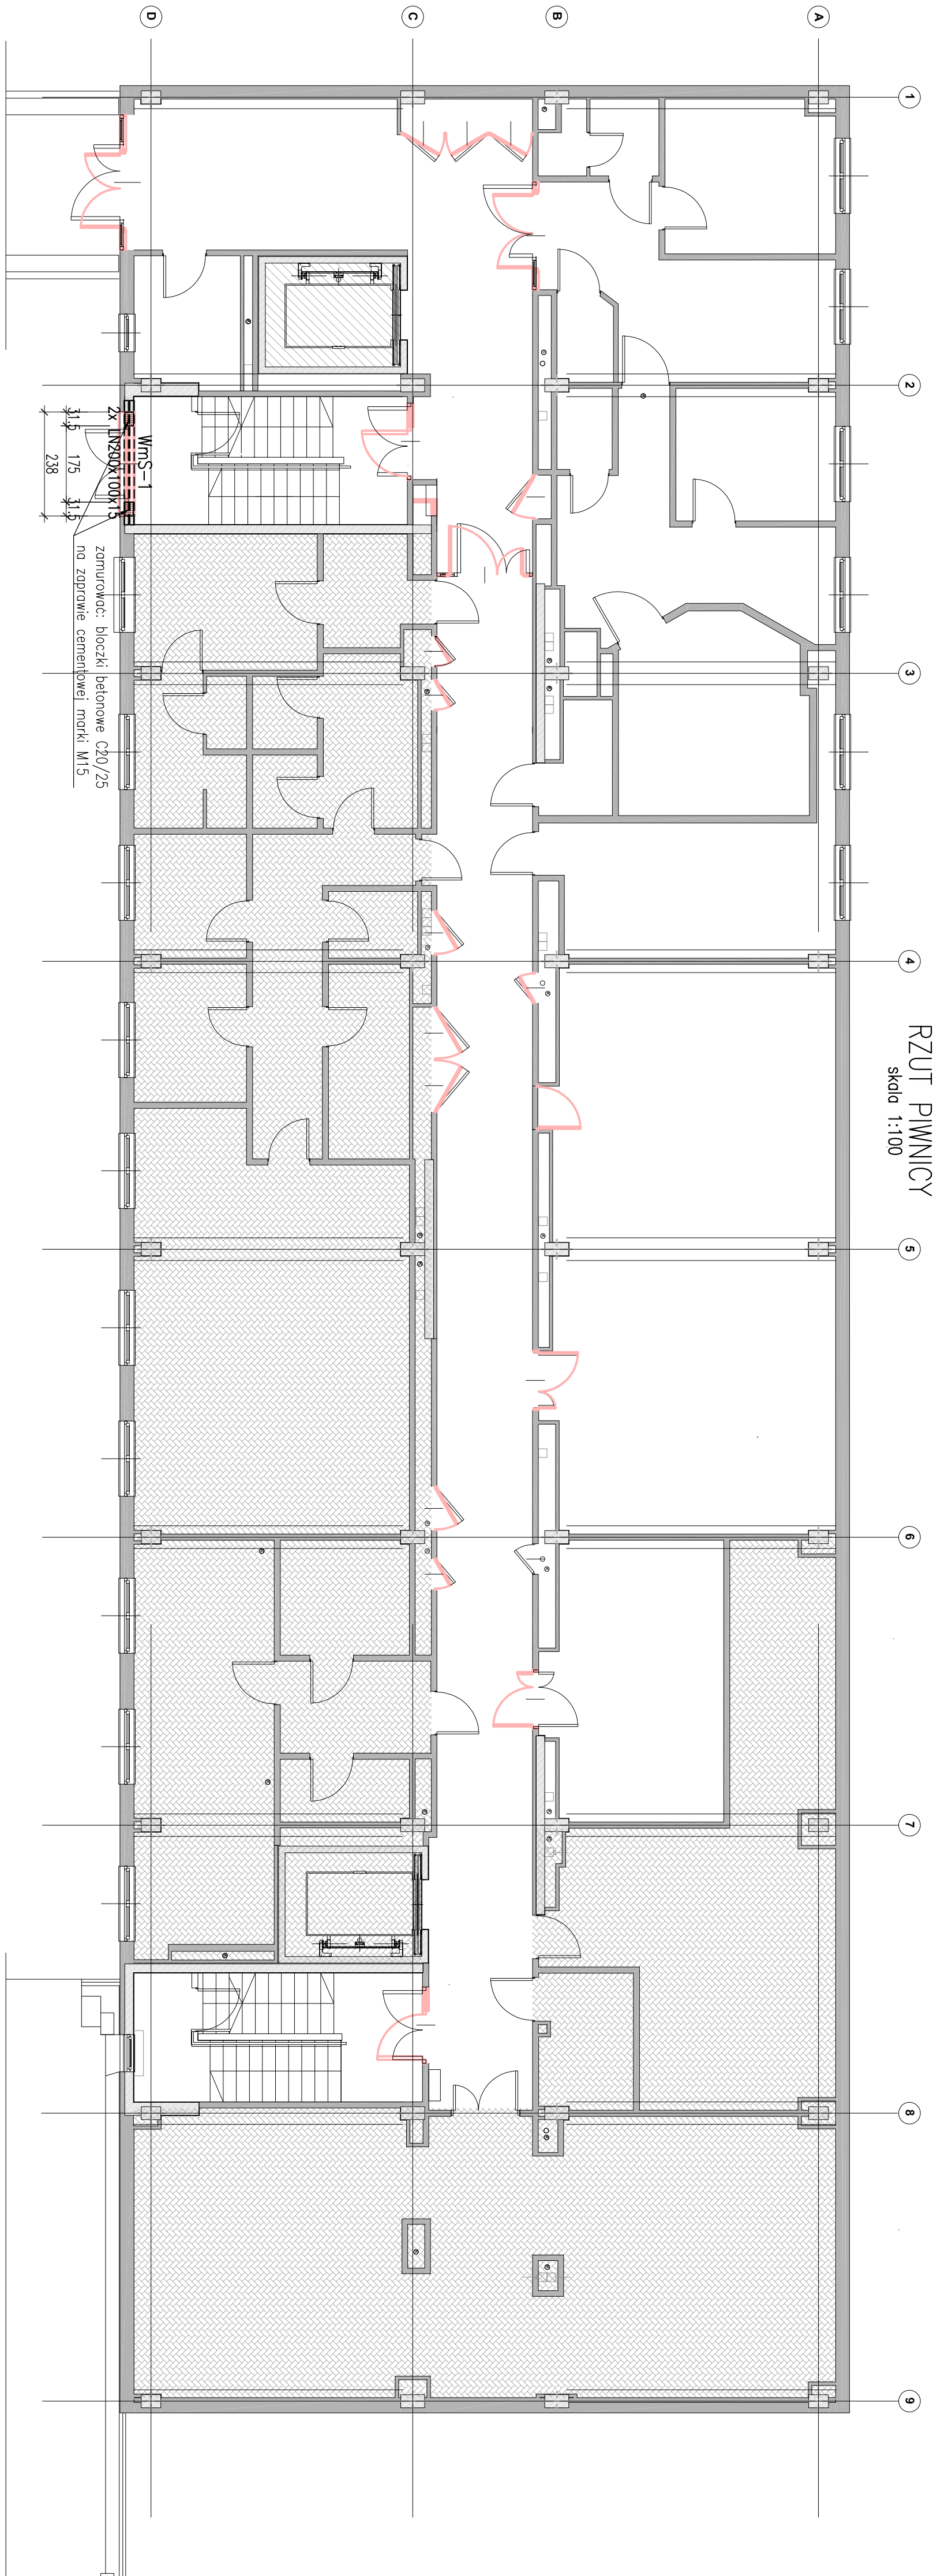 RZUT PIWNICY
skala 1:100
A
B
C
D
1
2
3
4
5
6
7
8
9
WmS-1
2x LN200x100x15
31.5 175 31.5
238
zamurować: bloczki betonowe C20/25
na zaprawie cementowej marki M15